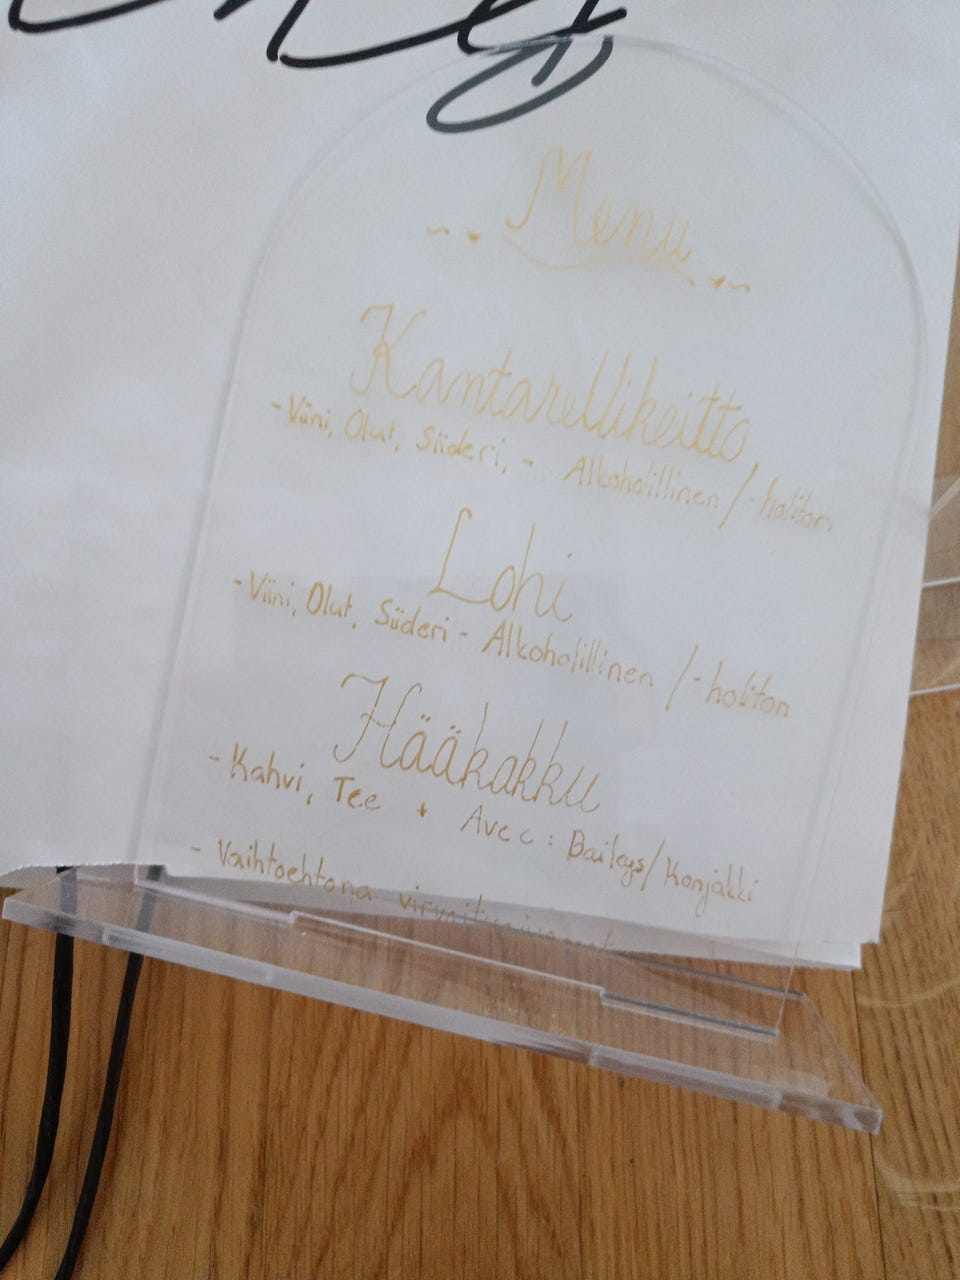 Menu
Kantarellikeitto
- Viini, Olut, Siideri, - Alkoholillinen / -holiton
Lohi
- Viini, Olut, Siideri - Alkoholillinen / -holiton
Hääkakku
- Kahvi, Tee + Avec: Baileys/Konjakki
- Vaihtoehtona